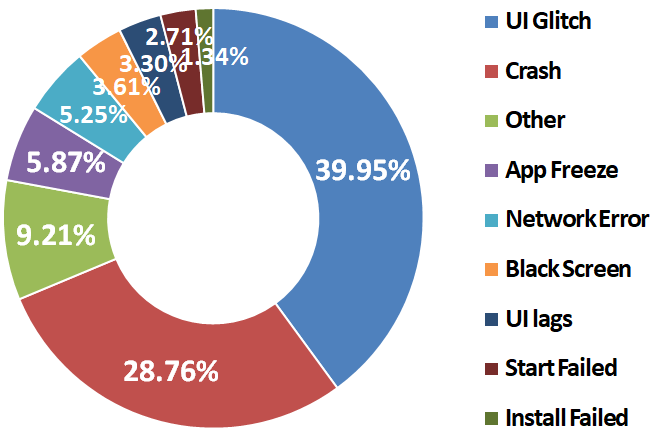 2.71%
1.34%
3.30%
3.61%
5.25%
5.87%
39.95%
9.21%
28.76%
UI Glitch
Crash
Other
App Freeze
Network Error
Black Screen
UI lags
Start Failed
Install Failed